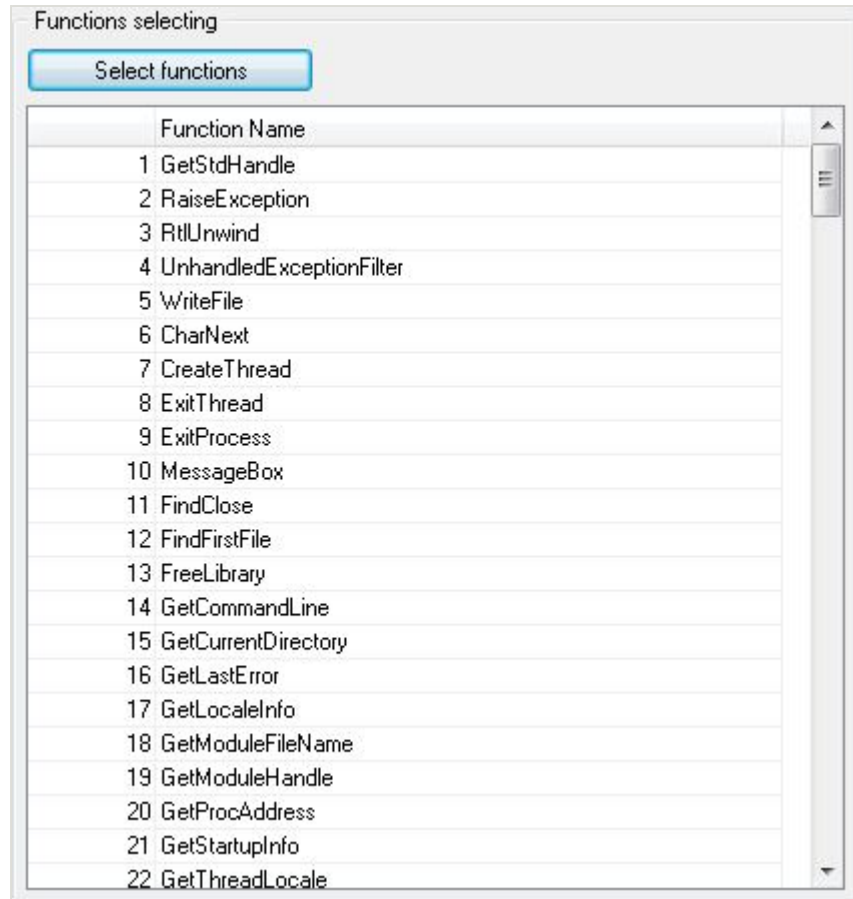 Functions selecting
Select functions
Function Name
1 GetStdHandle
2 RaiseException
3 RtlUnwind
4 UnhandledExceptionFilter
5 WriteFile
6 CharNext
7 CreateThread
8 ExitThread
9 ExitProcess
10 MessageBox
11 FindClose
12 FindFirstFile
13 FreeLibrary
14 GetCommandLine
15 GetCurrentDirectory
16 GetLastError
17 GetLocaleInfo
18 GetModuleFileName
19 GetModuleHandle
20 GetProcAddress
21 GetStartupInfo
22 GetThreadLocale